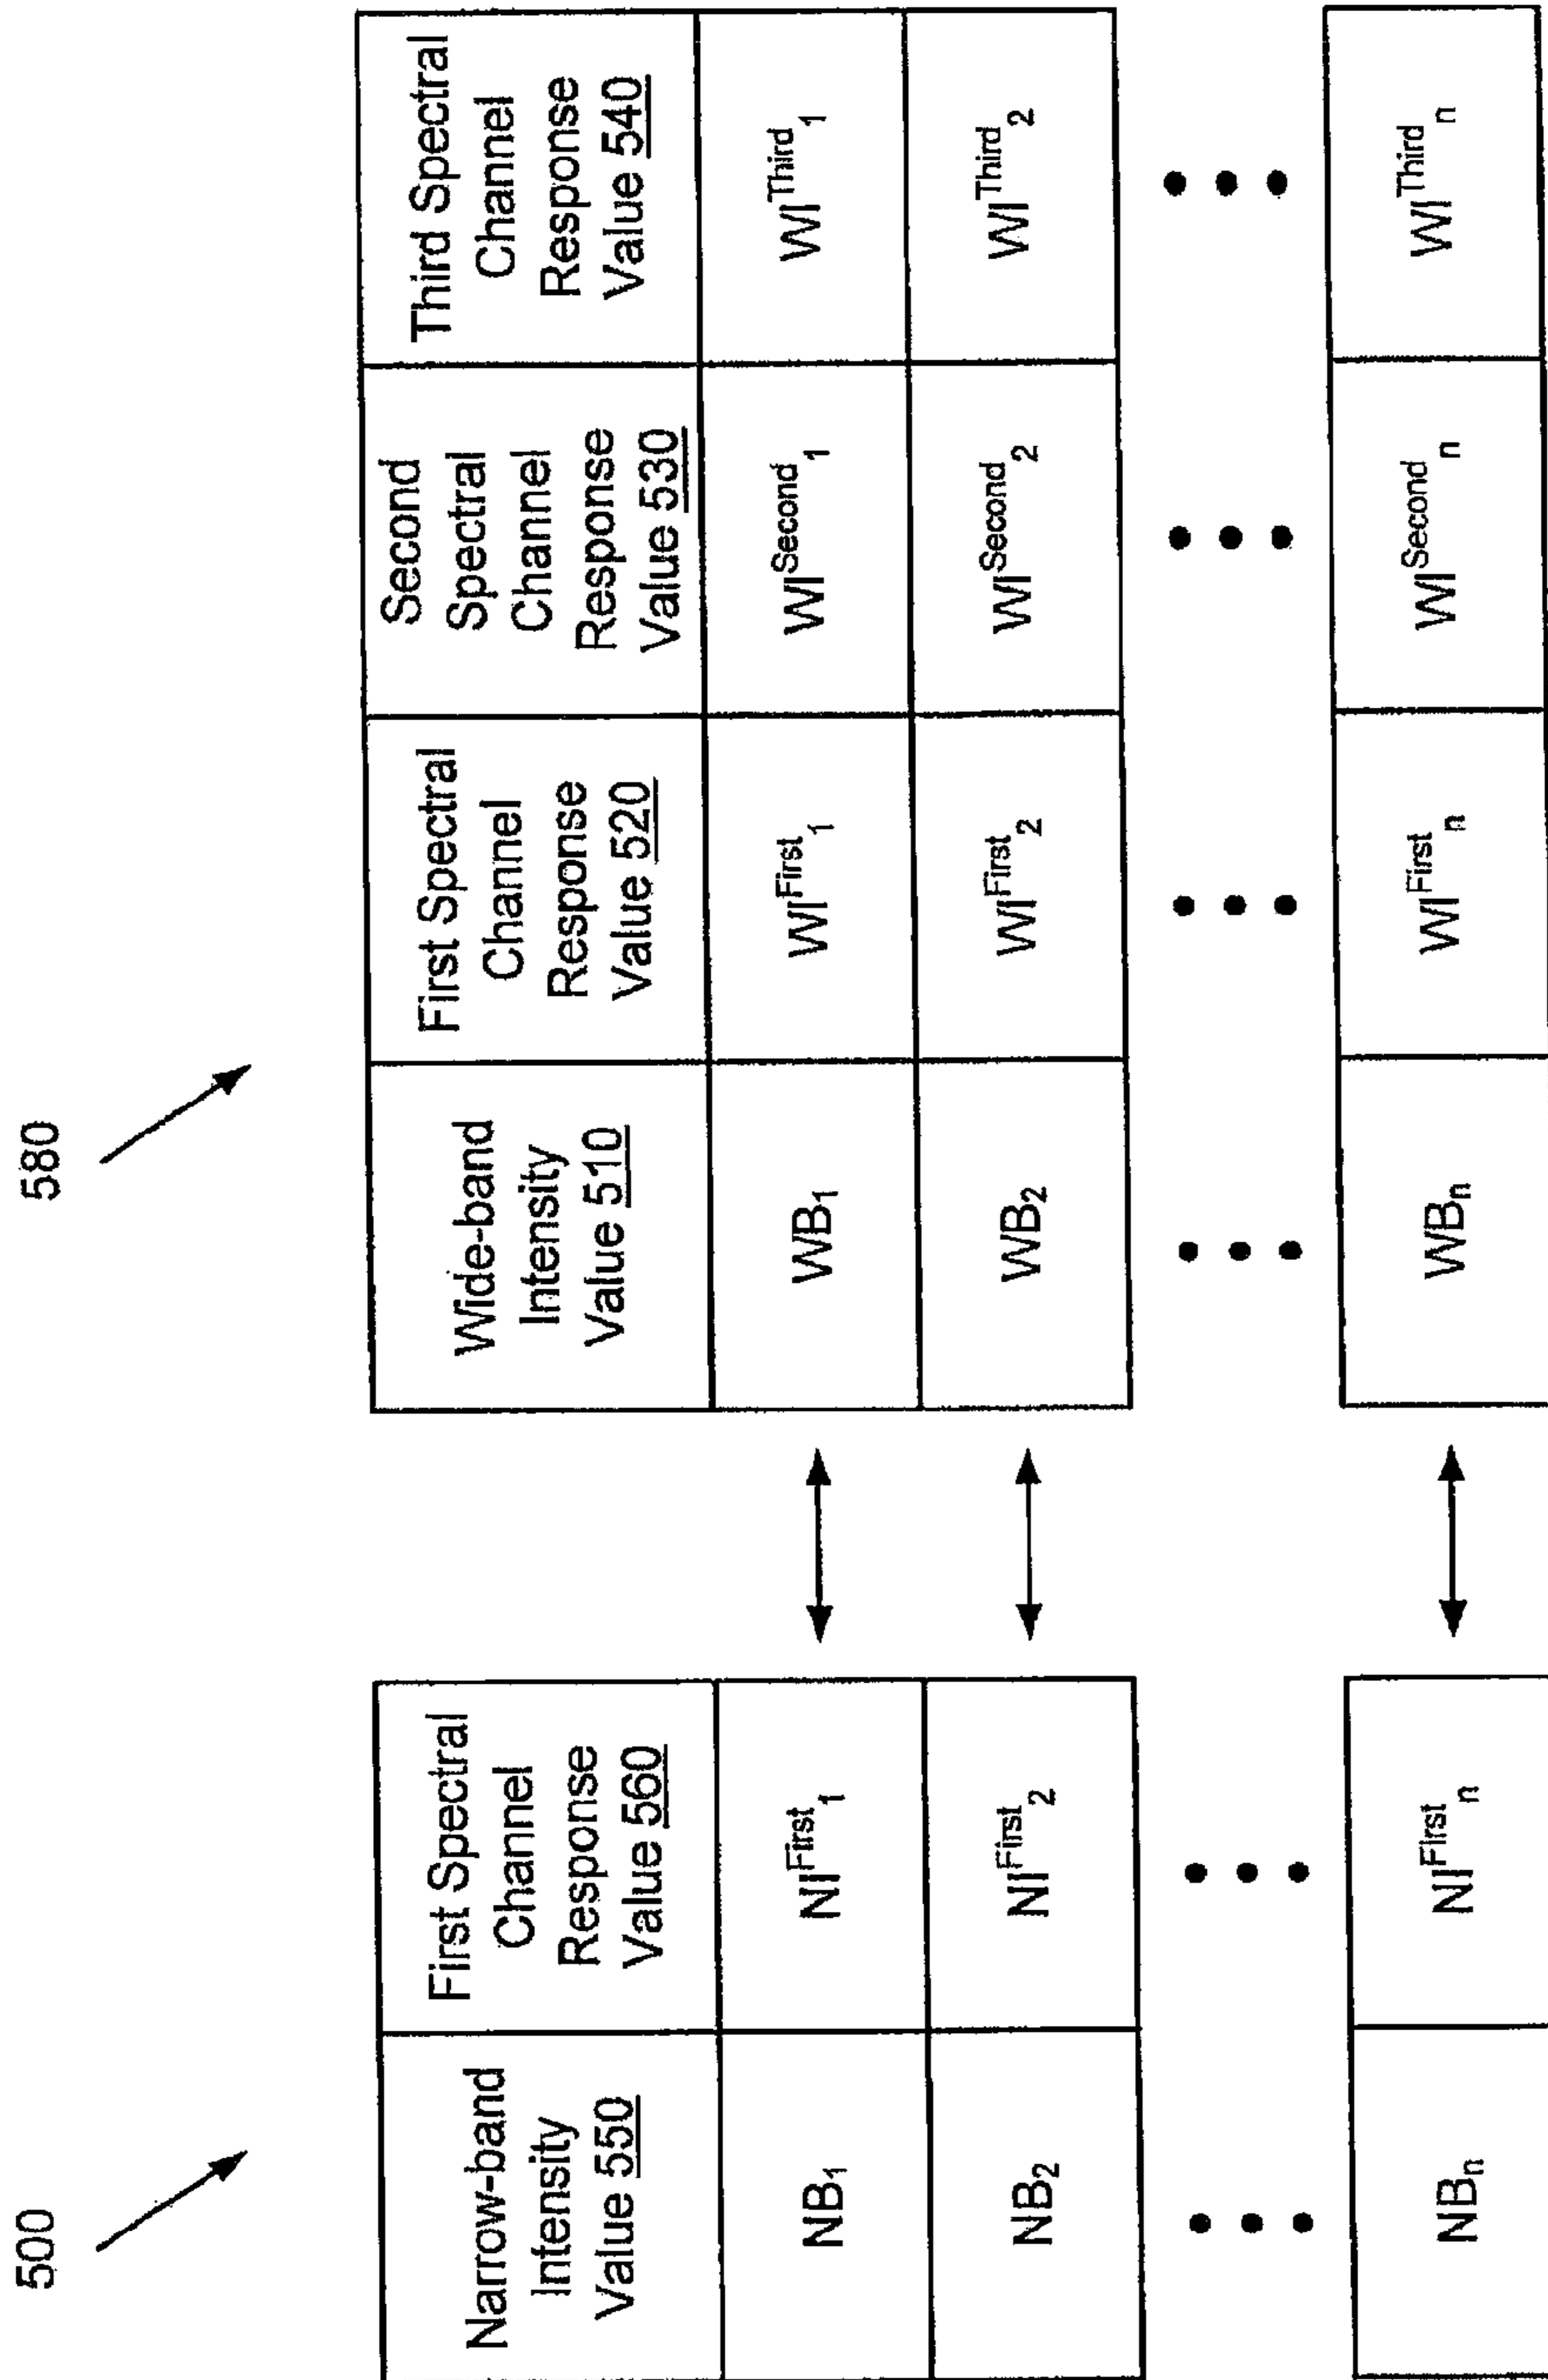 500
580
Narrow-band
Intensity
Value 550
First Spectral
Channel
Response
Value 560
NB₁
NI^First ₁
NB₂
NI^First ₂
NBₙ
NI^First ₙ
Wide-band
Intensity
Value 510
First Spectral
Channel
Response
Value 520
Second
Spectral
Channel
Response
Value 530
Third Spectral
Channel
Response
Value 540
WB₁
WI^First ₁
WI^Second ₁
WI^Third ₁
WB₂
WI^First ₂
WI^Second ₂
WI^Third ₂
WBₙ
WI^First ₙ
WI^Second ₙ
WI^Third ₙ